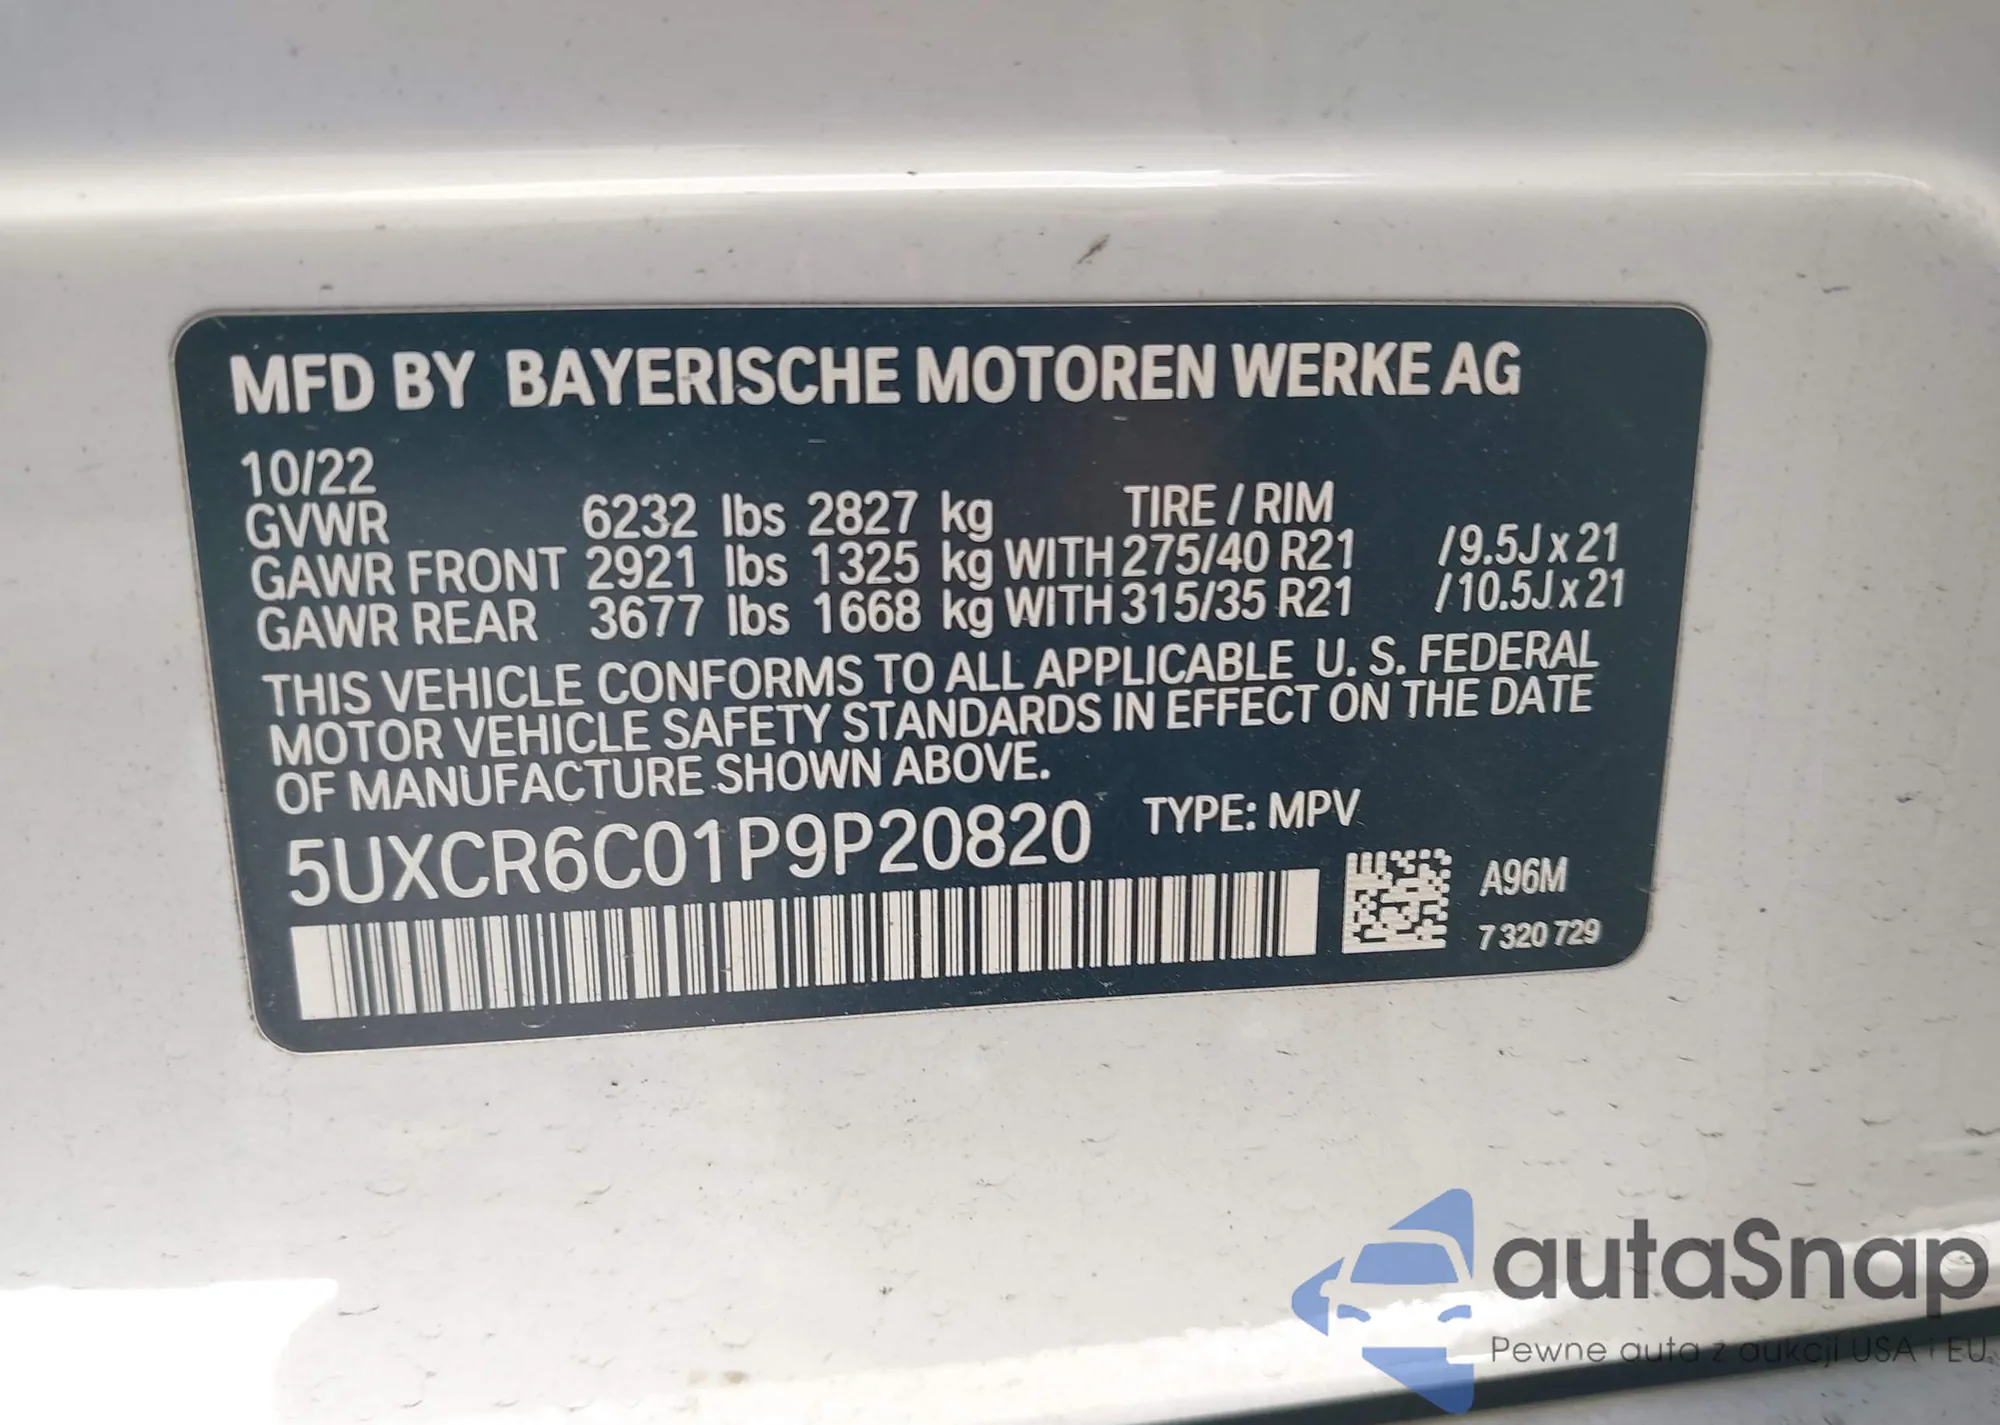 MFD BY BAYERISCHE MOTOREN WERKE AG
10/22
GVWR 6232 lbs 2827 kg TIRE / RIM
GAWR FRONT 2921 lbs 1325 kg WITH 275/40 R21 /9.5J x 21
GAWR REAR 3677 lbs 1668 kg WITH 315/35 R21 /10.5J x 21
THIS VEHICLE CONFORMS TO ALL APPLICABLE U. S. FEDERAL
MOTOR VEHICLE SAFETY STANDARDS IN EFFECT ON THE DATE
OF MANUFACTURE SHOWN ABOVE.
5UXCR6C01P9P20820 TYPE: MPV
A96M
7 320 729
autaSnap
Pewne auta z aukcji USA i EU